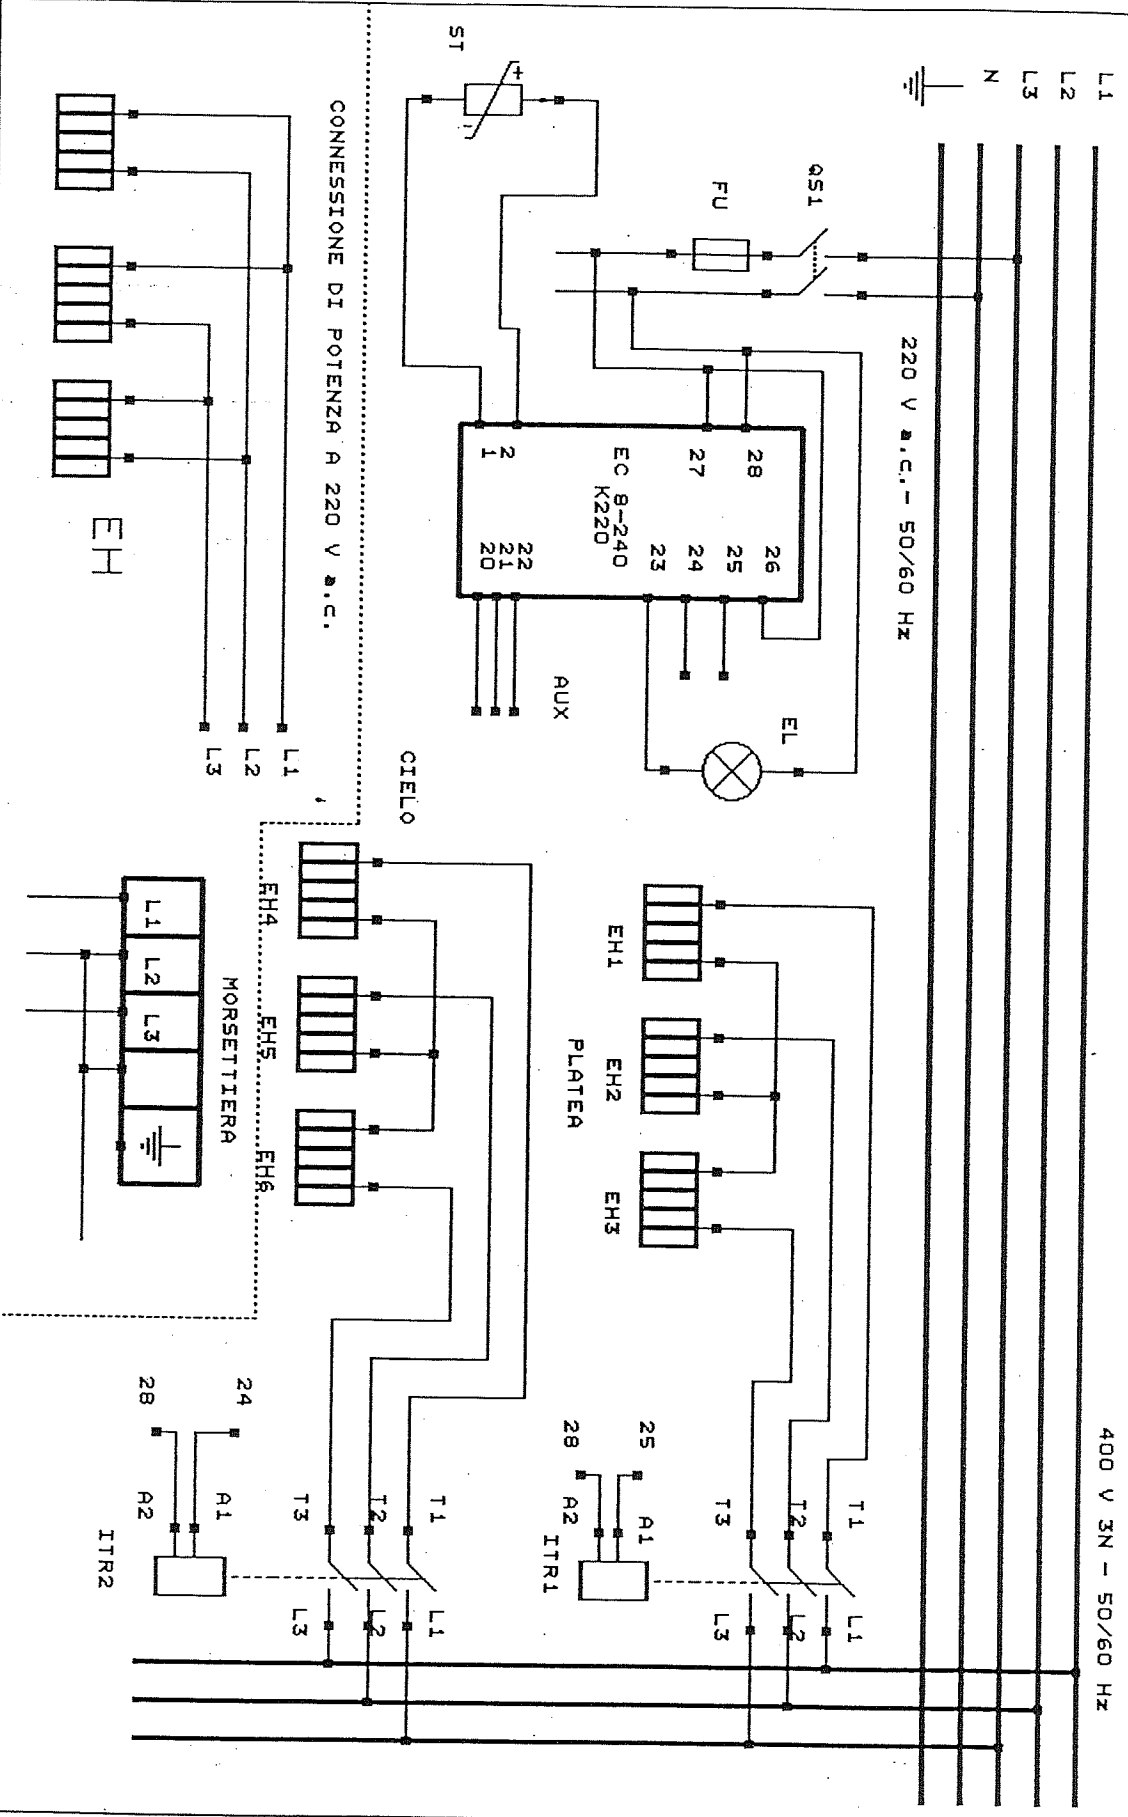 400 V 3N - 50/60 Hz
L1
L2
L3
N
220 V a.c.- 50/60 Hz
QS1
FU
ST
28
27
EC 8-240
K220
2
1
26
25
24
23
22
21
20
AUX
EL
EH1
EH2
EH3
PLATEA
T1
T2
T3
L1
L2
L3
25
28
A1
A2
ITR1
CIELO
EH4
EH5
EH6
T1
T2
T3
L1
L2
L3
24
28
A1
A2
ITR2
CONNESSIONE DI POTENZA A 220 V a.c.
L1
L2
L3
EH
MORSETTIERA
L1
L2
L3